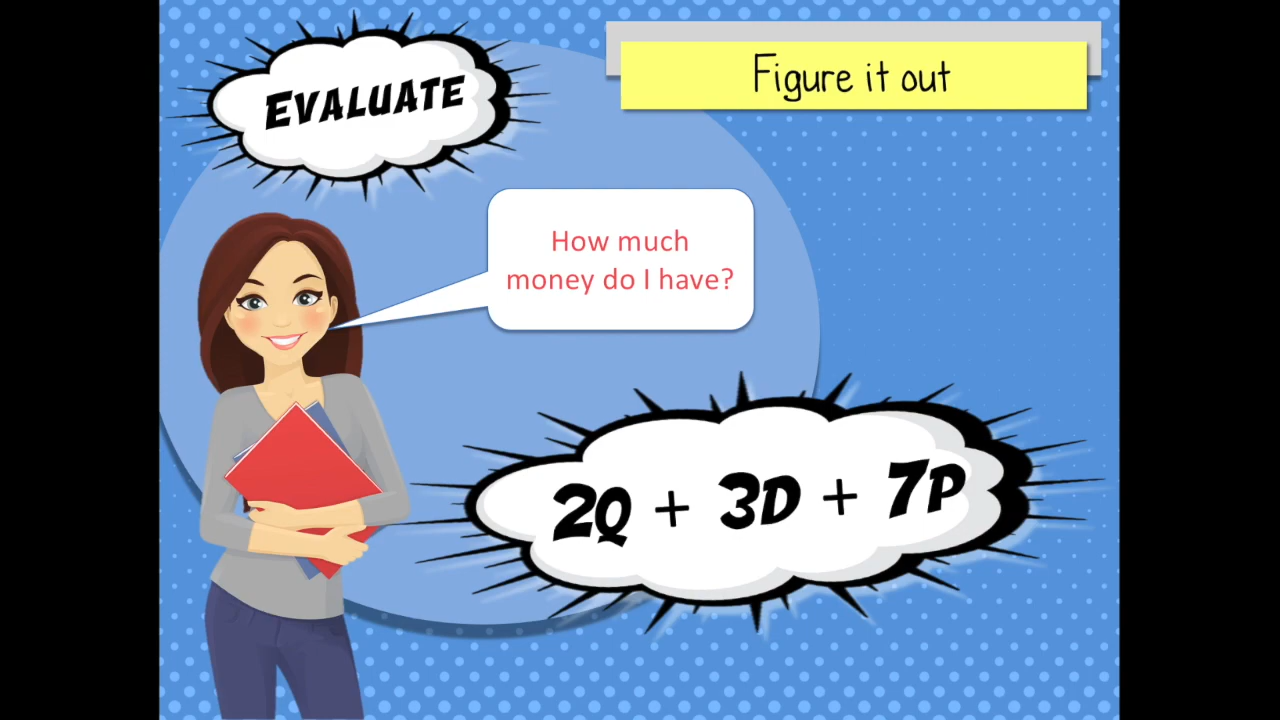 EVALUATE
Figure it out
How much
money do I have?
2Q + 3D + 7P